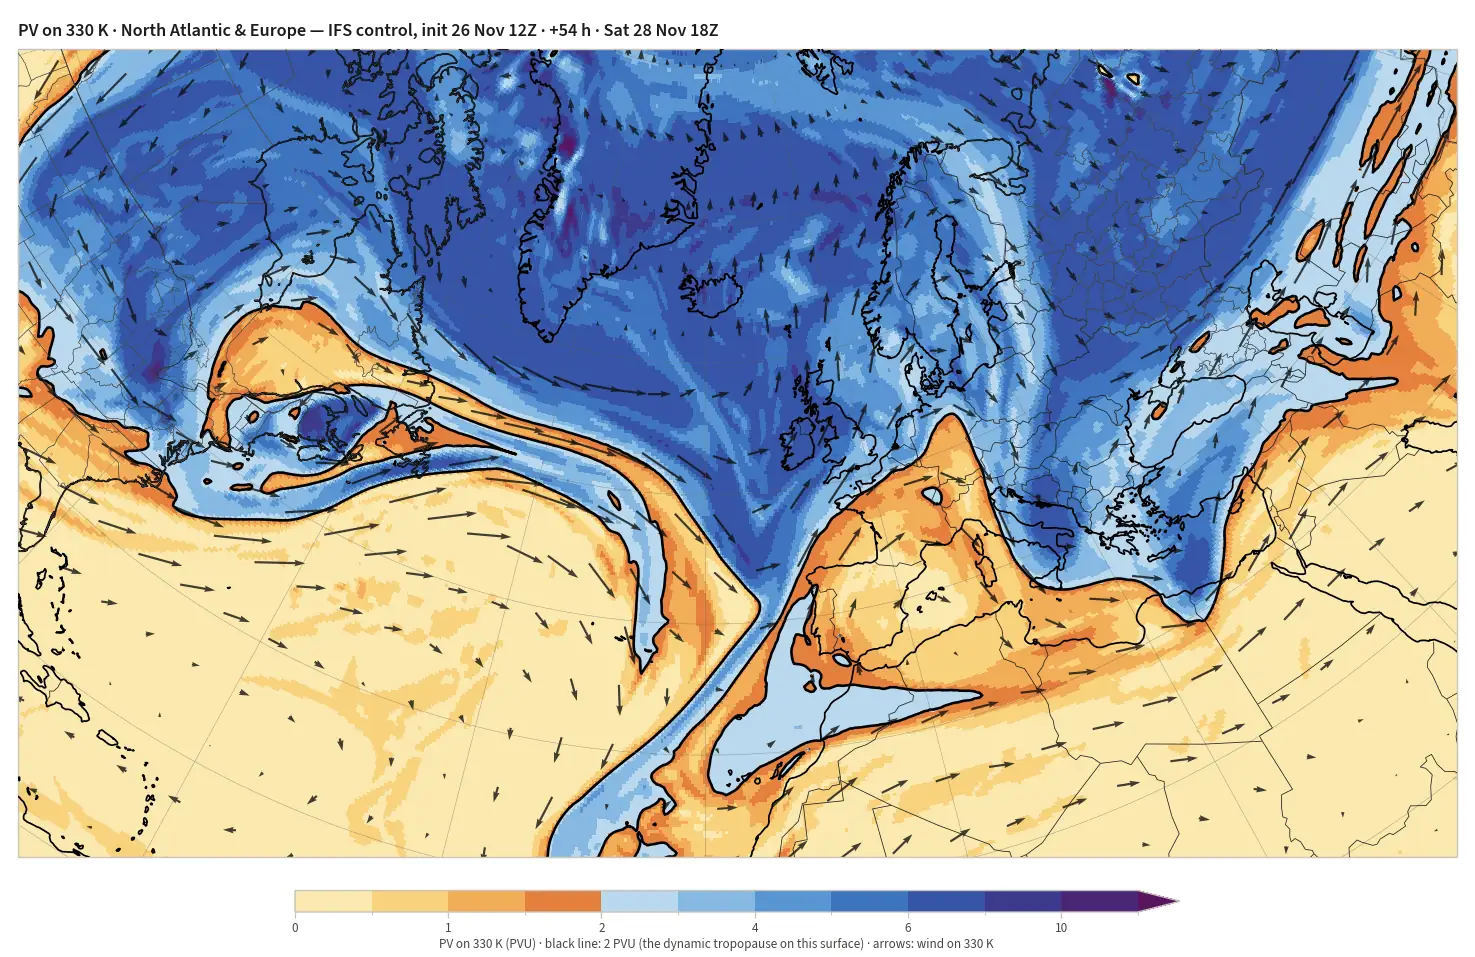 PV on 330 K · North Atlantic & Europe — IFS control, init 26 Nov 12Z · +54 h · Sat 28 Nov 18Z
0 1 2 4 6 10
PV on 330 K (PVU) · black line: 2 PVU (the dynamic tropopause on this surface) · arrows: wind on 330 K